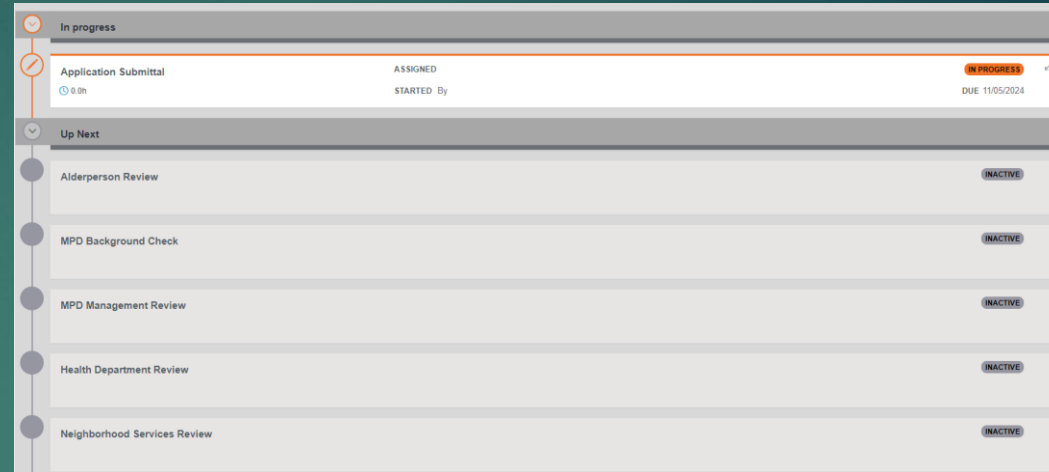 In progress
Application Submittal ASSIGNED IN PROGRESS
0.0h STARTED By DUE 11/05/2024
Up Next
Alderperson Review INACTIVE
MPD Background Check INACTIVE
MPD Management Review INACTIVE
Health Department Review INACTIVE
Neighborhood Services Review INACTIVE